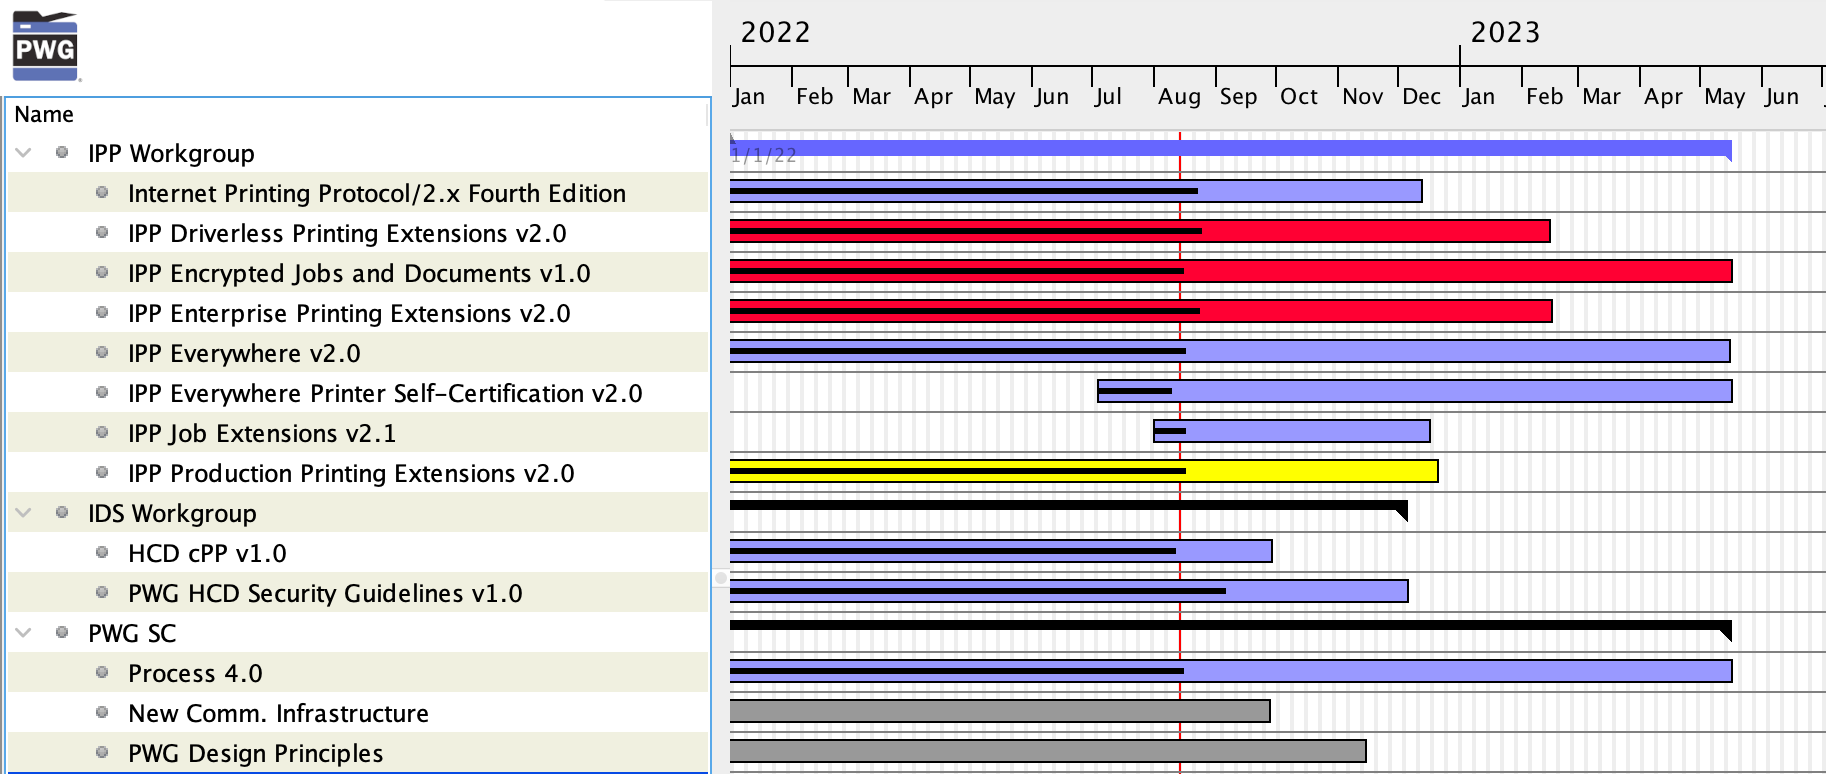 PWG
2022 2023
Jan Feb Mar Apr May Jun Jul Aug Sep Oct Nov Dec Jan Feb Mar Apr May Jun
Name
IPP Workgroup
1/1/22
Internet Printing Protocol/2.x Fourth Edition
IPP Driverless Printing Extensions v2.0
IPP Encrypted Jobs and Documents v1.0
IPP Enterprise Printing Extensions v2.0
IPP Everywhere v2.0
IPP Everywhere Printer Self-Certification v2.0
IPP Job Extensions v2.1
IPP Production Printing Extensions v2.0
IDS Workgroup
HCD cPP v1.0
PWG HCD Security Guidelines v1.0
PWG SC
Process 4.0
New Comm. Infrastructure
PWG Design Principles